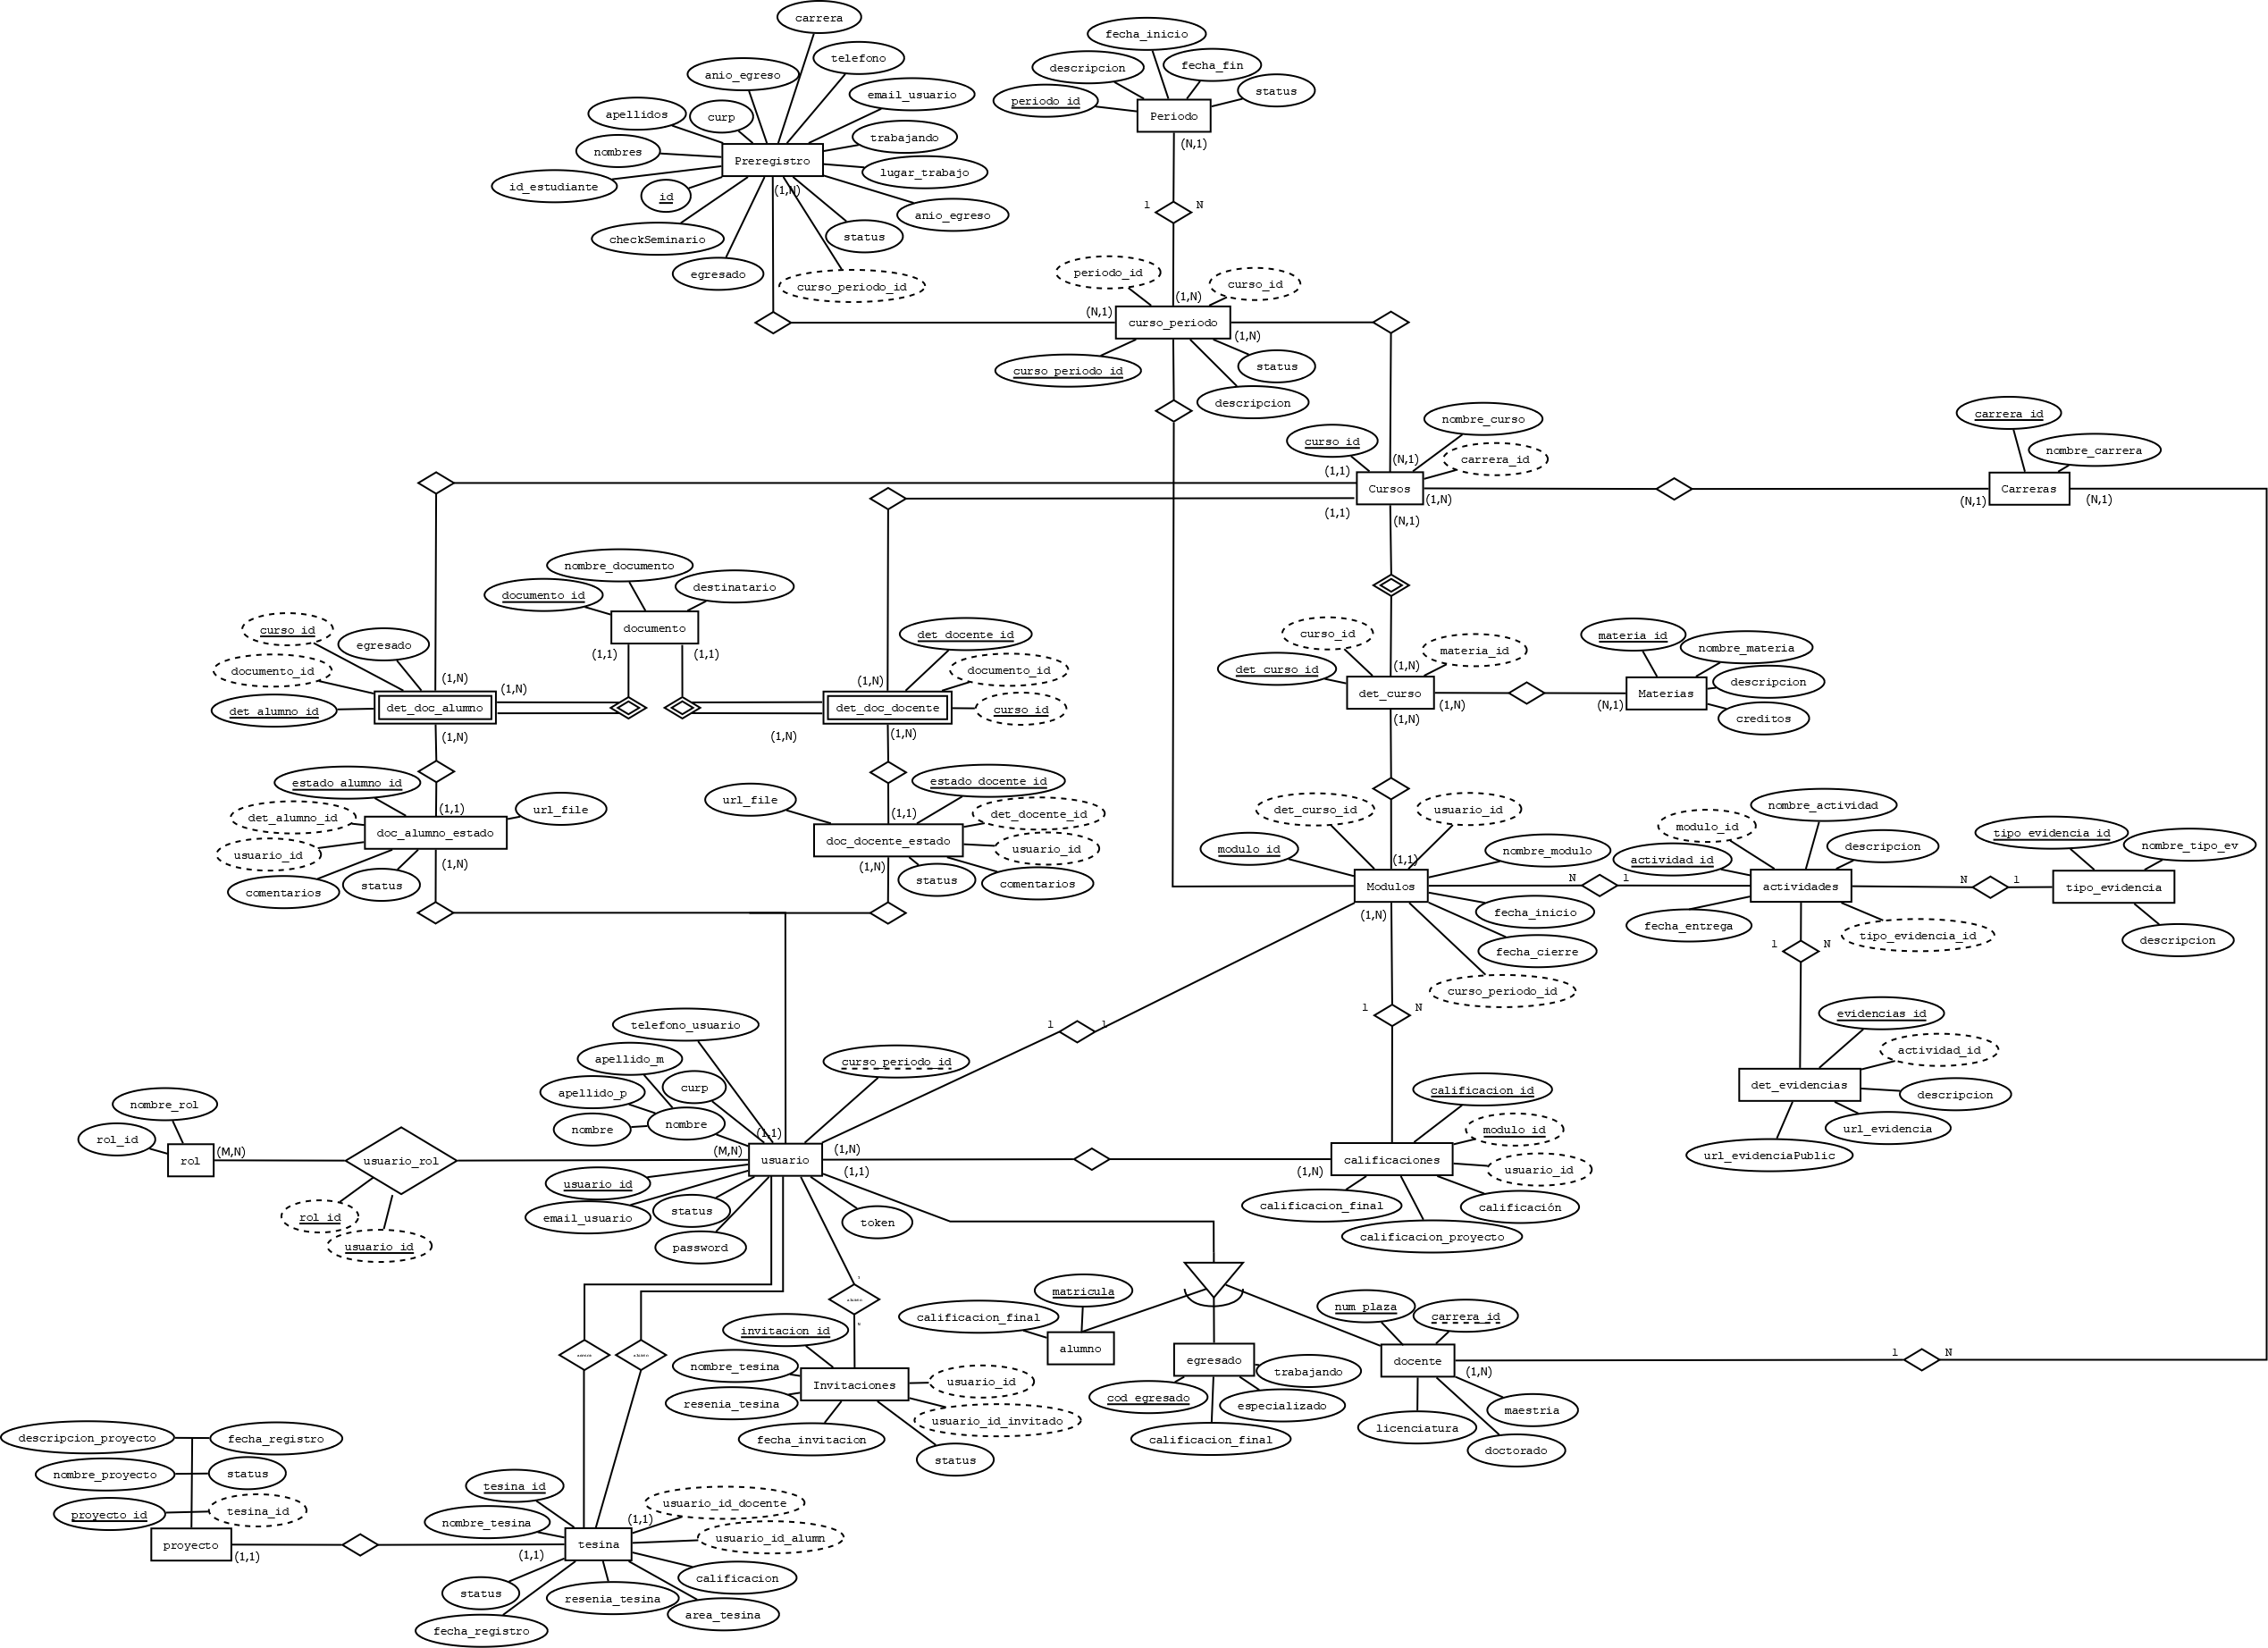 carrera
telefono
anio_egreso
email_usuario
apellidos
curp
trabajando
nombres
Preregistro
lugar_trabajo
id_estudiante
id
(1,N)
anio_egreso
checkSeminario
status
egresado
curso_periodo_id
fecha_inicio
descripcion
fecha_fin
periodo_id
status
Periodo
(N,1)
1
N
periodo_id
curso_id
(1,N)
(N,1)
curso_periodo
(1,N)
curso_periodo_id
status
descripcion
nombre_curso
curso_id
carrera_id
(N,1)
(1,1)
Cursos
(1,N)
(1,1)
(N,1)
carrera_id
nombre_carrera
Carreras
(N,1)
(N,1)
nombre_documento
documento_id
destinatario
documento
(1,1)
(1,1)
curso_id
egresado
documento_id
(1,N)
(1,N)
det_alumno_id
det_doc_alumno
(1,N)
det_docente_id
documento_id
(1,N)
det_doc_docente
curso_id
(1,N)
(1,N)
curso_id
materia_id
det_curso_id
(1,N)
det_curso
(1,N)
(1,N)
materia_id
nombre_materia
descripcion
Materias
(N,1)
creditos
estado_alumno_id
det_alumno_id
(1,1)
url_file
doc_alumno_estado
usuario_id
(1,N)
comentarios
status
url_file
estado_docente_id
(1,1)
det_docente_id
doc_docente_estado
usuario_id
(1,N)
status
comentarios
det_curso_id
usuario_id
modulo_id
(1,1)
nombre_modulo
Modulos
N
1
(1,N)
fecha_inicio
fecha_cierre
curso_periodo_id
nombre_actividad
modulo_id
descripcion
actividad_id
actividades
N
1
fecha_entrega
tipo_evidencia_id
1
N
tipo_evidencia_id
nombre_tipo_ev
tipo_evidencia
descripcion
evidencias_id
actividad_id
det_evidencias
descripcion
url_evidencia
url_evidenciaPublic
1
N
1
1
telefono_usuario
apellido_m
curso_periodo_id
apellido_p
curp
nombre
nombre
(1,1)
(M,N)
usuario
(1,N)
(1,1)
usuario_id
email_usuario
status
password
token
nombre_rol
rol_id
rol
(M,N)
usuario_rol
rol_id
usuario_id
calificacion_id
modulo_id
calificaciones
usuario_id
(1,N)
calificacion_final
calificación
calificacion_proyecto
invitacion_id
nombre_tesina
Invitaciones
usuario_id
resenia_tesina
usuario_id_invitado
fecha_invitacion
status
matricula
calificacion_final
alumno
egresado
trabajando
cod_egresado
especializado
calificacion_final
num_plaza
carrera_id
docente
(1,N)
1
N
maestria
licenciatura
doctorado
descripcion_proyecto
fecha_registro
nombre_proyecto
status
proyecto_id
tesina_id
proyecto
(1,1)
tesina_id
usuario_id_docente
nombre_tesina
(1,1)
usuario_id_alumn
tesina
(1,1)
calificacion
status
resenia_tesina
area_tesina
fecha_registro